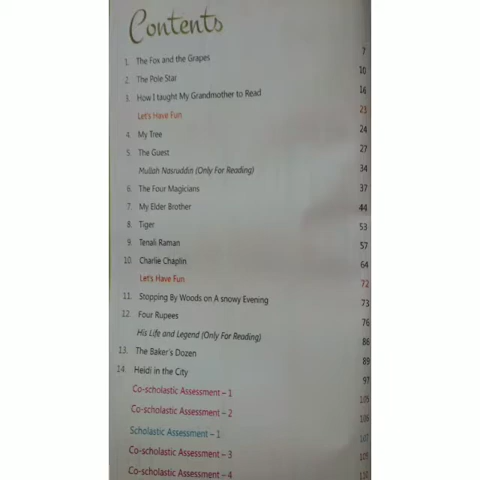 Contents
1. The Fox and the Grapes 7
2. The Pole Star 10
3. How I taught My Grandmother to Read 16
Let's Have Fun 23
4. My Tree 24
5. The Guest 27
Mullah Nasruddin (Only For Reading) 34
6. The Four Magicians 37
7. My Elder Brother 44
8. Tiger 53
9. Tenali Raman 57
10. Charlie Chaplin 64
Let's Have Fun 72
11. Stopping By Woods on A snowy Evening 73
12. Four Rupees 76
His Life and Legend (Only For Reading) 86
13. The Baker's Dozen 89
14. Heidi in the City 97
Co-scholastic Assessment – 1 105
Co-scholastic Assessment – 2 106
Scholastic Assessment – 1 107
Co-scholastic Assessment – 3 109
Co-scholastic Assessment – 4